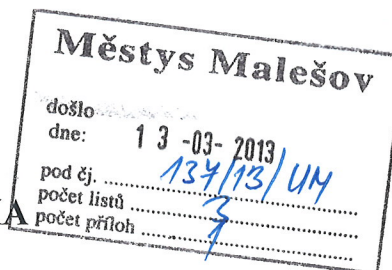 Městys Malešov
došlo
dne: 13 -03- 2013
pod čj. 137/13/UM
počet listů 3
A počet příloh 1